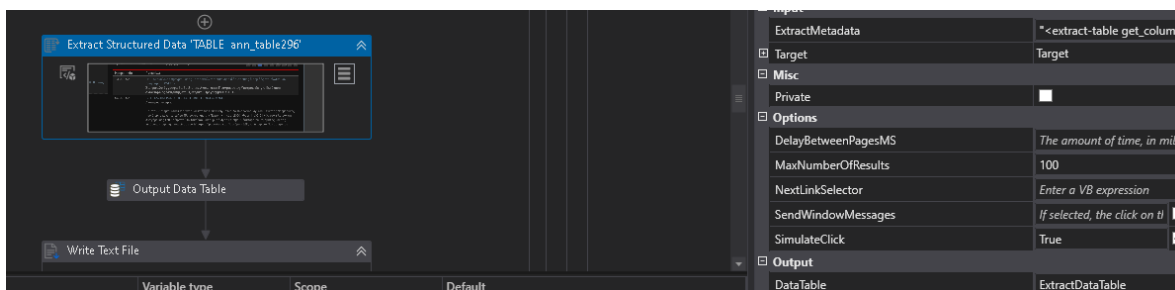 Extract Structured Data 'TABLE ann_table296'
Output Data Table
Write Text File
Variable type Scope Default
Input
ExtractMetadata "<extract-table get_colum
Target Target
Misc
Private
Options
DelayBetweenPagesMS The amount of time, in mil
MaxNumberOfResults 100
NextLinkSelector Enter a VB expression
SendWindowMessages If selected, the click on ti
SimulateClick True
Output
DataTable ExtractDataTable